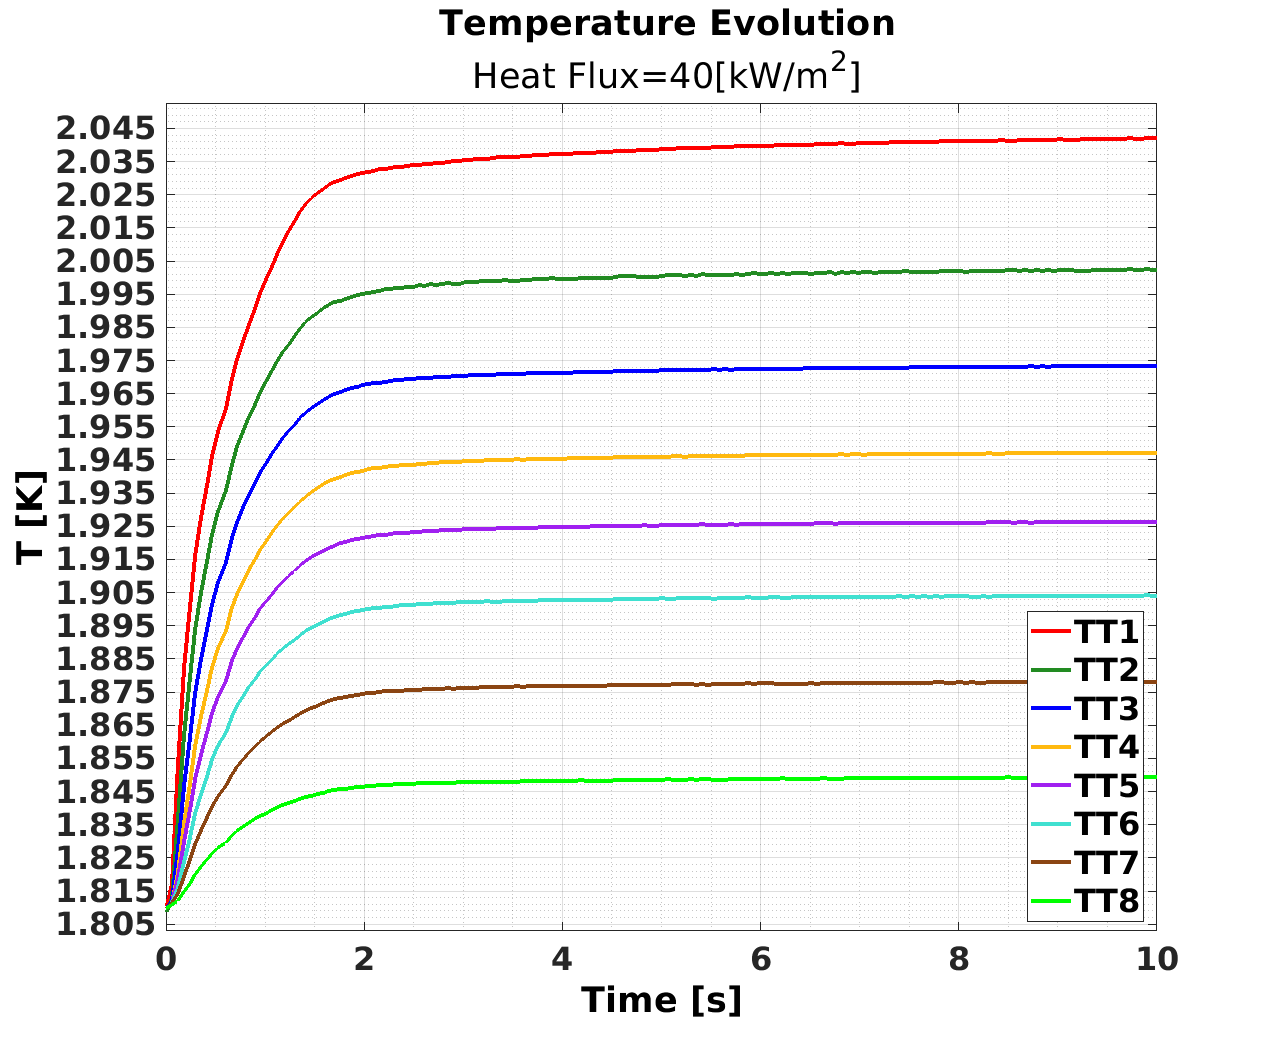 Temperature Evolution
Heat Flux=40[kW/m²]
T [K]
2.045
2.035
2.025
2.015
2.005
1.995
1.985
1.975
1.965
1.955
1.945
1.935
1.925
1.915
1.905
1.895
1.885
1.875
1.865
1.855
1.845
1.835
1.825
1.815
1.805
TT1
TT2
TT3
TT4
TT5
TT6
TT7
TT8
0 2 4 6 8 10
Time [s]